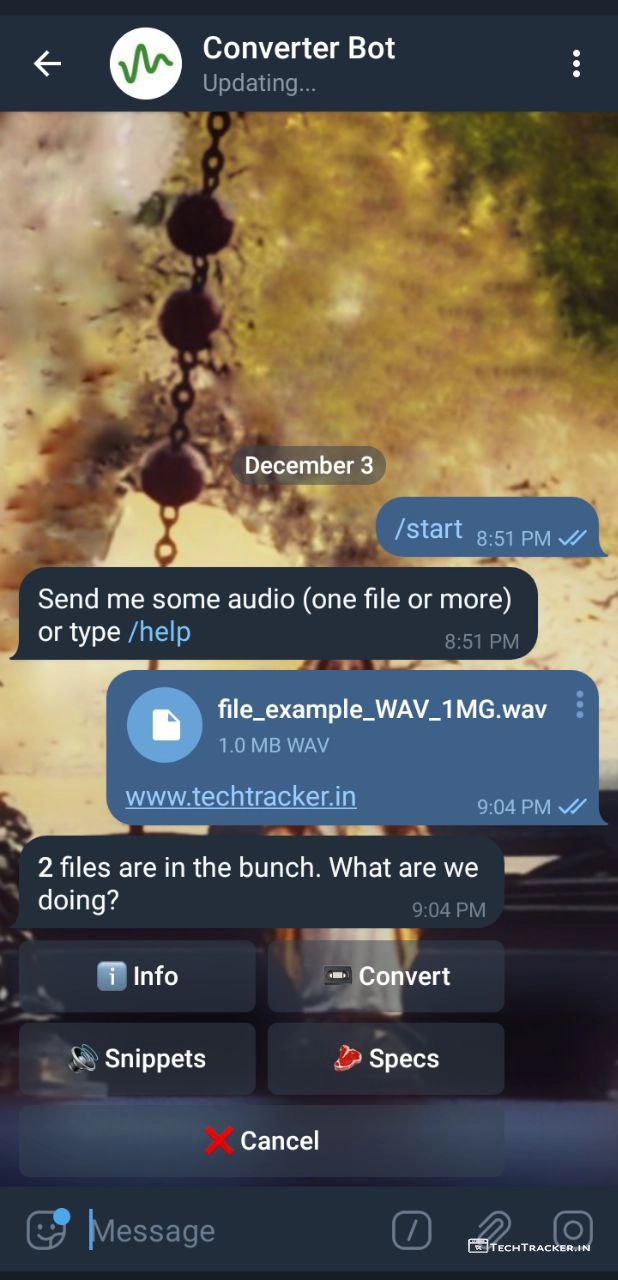 Converter Bot
Updating...
December 3
/start 8:51 PM
Send me some audio (one file or more)
or type /help 8:51 PM
file_example_WAV_1MG.wav
1.0 MB WAV
www.techtracker.in 9:04 PM
2 files are in the bunch. What are we
doing? 9:04 PM
i Info
Convert
Snippets
Specs
Cancel
Message
TECHTRACKER.IN